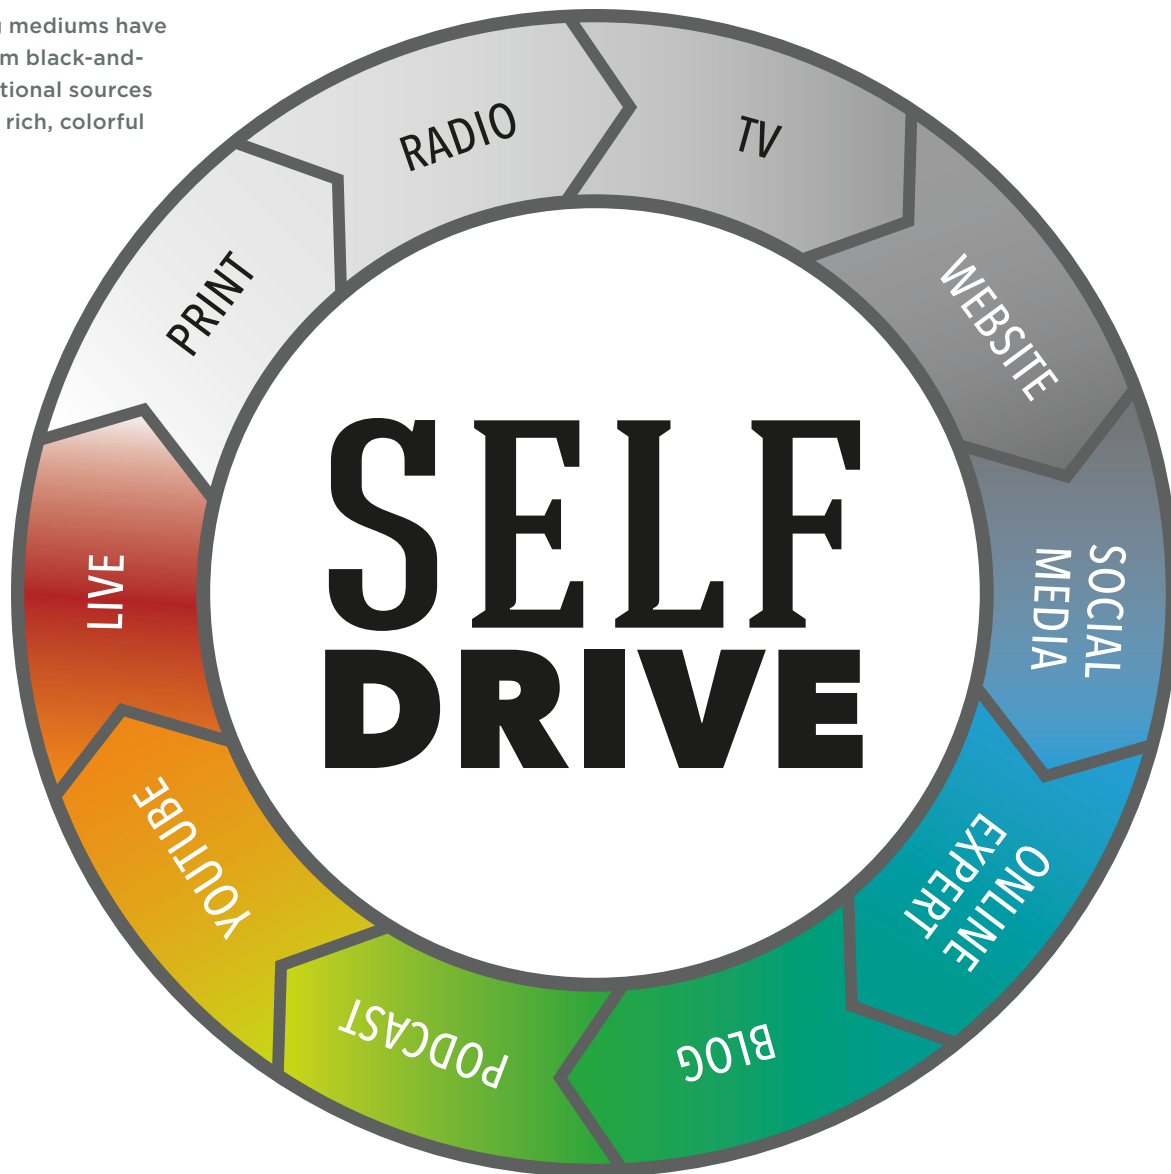 mediums have
black-and-
sources
rich, colorful
RADIO
TV
WEBSITE
SOCIAL
MEDIA
ONLINE
EXPERT
BLOG
PODCAST
YOUTUBE
LIVE
PRINT
SELF
DRIVE